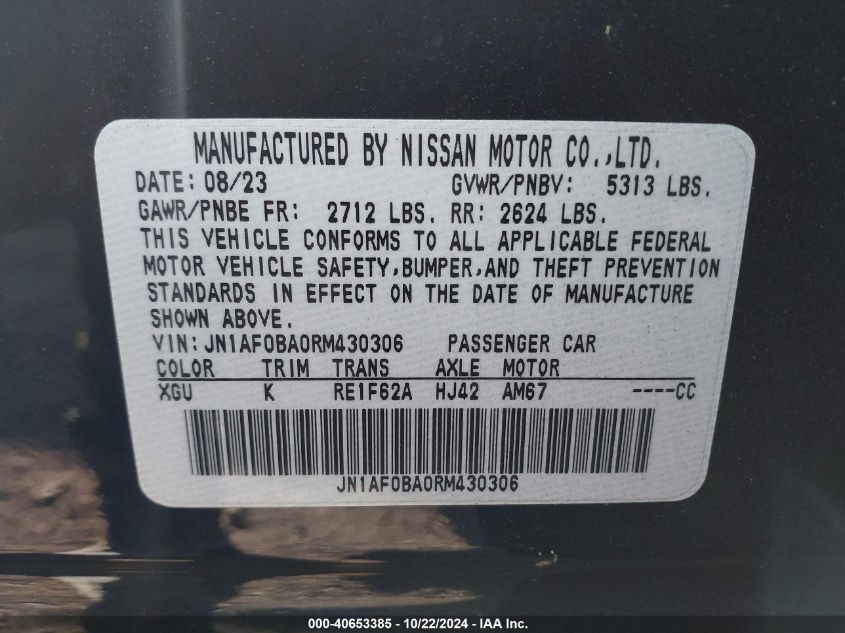 MANUFACTURED BY NISSAN MOTOR CO.,LTD.
DATE: 08/23 GVWR/PNBV: 5313 LBS.
GAWR/PNBE FR: 2712 LBS. RR: 2624 LBS.
THIS VEHICLE CONFORMS TO ALL APPLICABLE FEDERAL
MOTOR VEHICLE SAFETY,BUMPER,AND THEFT PREVENTION
STANDARDS IN EFFECT ON THE DATE OF MANUFACTURE
SHOWN ABOVE.
VIN: JN1AF0BA0RM430306 PASSENGER CAR
COLOR TRIM TRANS AXLE MOTOR
XGU K RE1F62A HJ42 AM67 ----CC
JN1AF0BA0RM430306
000-40653385 - 10/22/2024 - IAA Inc.